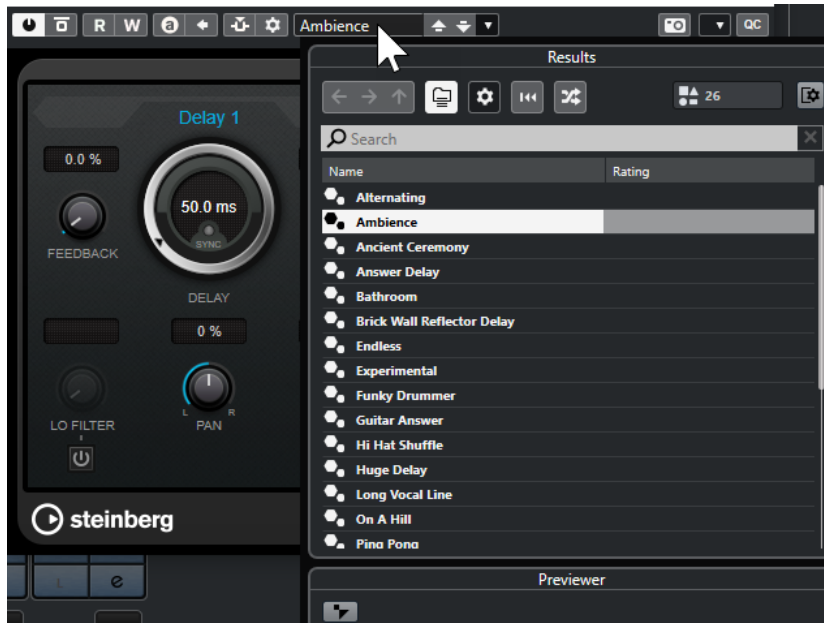 R W a Ambience QC
Results
26
Search
Name Rating
Alternating
Ambience
Ancient Ceremony
Answer Delay
Bathroom
Brick Wall Reflector Delay
Endless
Experimental
Funky Drummer
Guitar Answer
Hi Hat Shuffle
Huge Delay
Long Vocal Line
On A Hill
Ping Pong
Previewer
Delay 1
0.0 %
50.0 ms
SYNC
FEEDBACK
DELAY
0 %
L R
LO FILTER PAN
steinberg
e